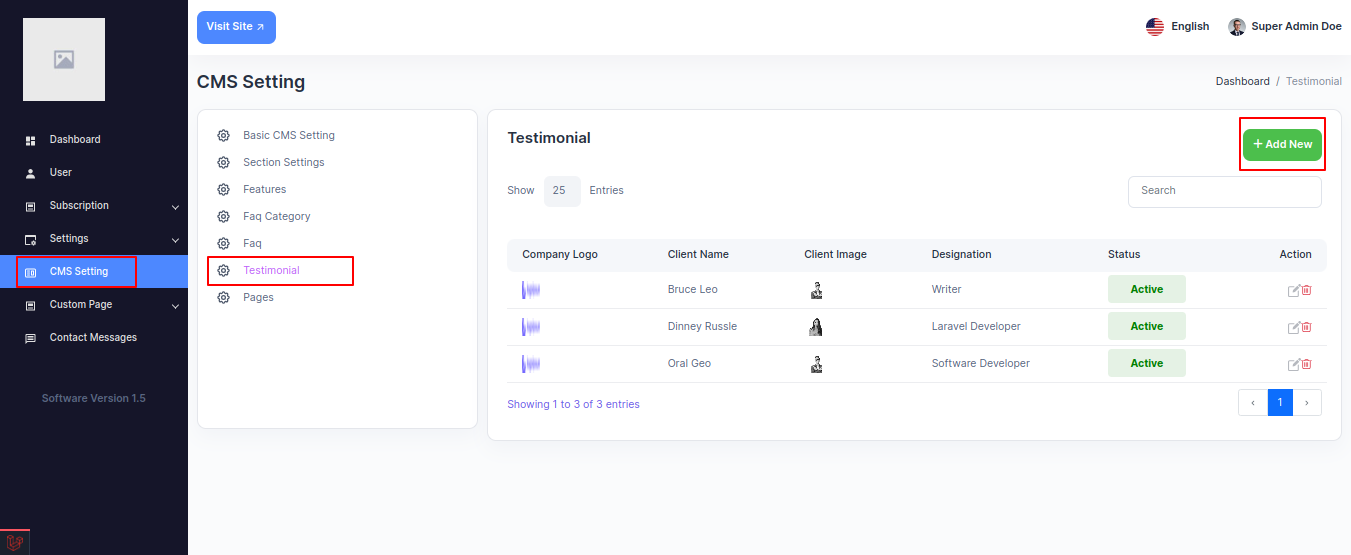 Visit Site
English
Super Admin Doe
CMS Setting
Dashboard / Testimonial
Dashboard
User
Subscription
Settings
CMS Setting
Custom Page
Contact Messages
Software Version 1.5
Basic CMS Setting
Section Settings
Features
Faq Category
Faq
Testimonial
Pages
Testimonial
+ Add New
Show 25 Entries
Search
Company Logo Client Name Client Image Designation Status Action
Bruce Leo Writer Active
Dinney Russle Laravel Developer Active
Oral Geo Software Developer Active
Showing 1 to 3 of 3 entries
‹ 1 ›